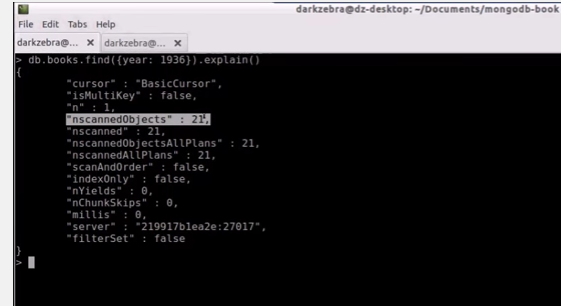 darkzebra@dz-desktop: ~/Documents/mongodb-book
File Edit Tabs Help
darkzebra@... × darkzebra@... ×
> db.books.find({year: 1936}).explain()
{
"cursor" : "BasicCursor",
"isMultiKey" : false,
"n" : 1,
"nscannedObjects" : 21,
"nscanned" : 21,
"nscannedObjectsAllPlans" : 21,
"nscannedAllPlans" : 21,
"scanAndOrder" : false,
"indexOnly" : false,
"nYields" : 0,
"nChunkSkips" : 0,
"millis" : 0,
"server" : "219917b1ea2e:27017",
"filterSet" : false
}
>